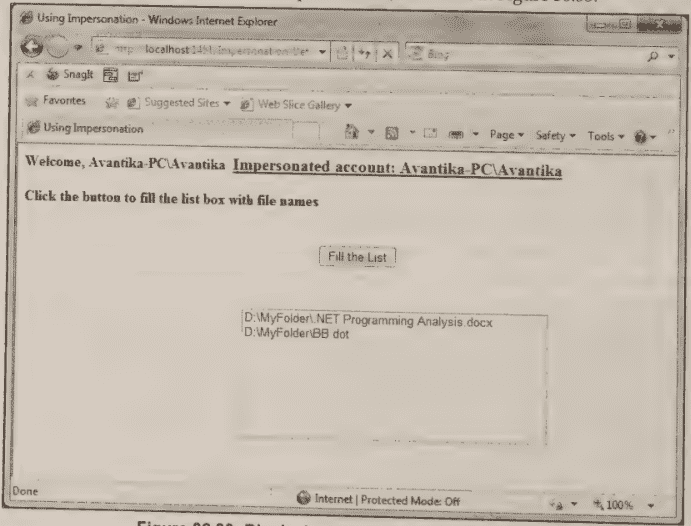 Using Impersonation - Windows Internet Explorer
localhost Bing
SnagIt
Favorites Suggested Sites Web Slice Gallery
Using Impersonation Page Safety Tools
Welcome, Avantika-PC\Avantika Impersonated account: Avantika-PC\Avantika
Click the button to fill the list box with file names
Fill the List
D:\MyFolder\.NET Programming Analysis.docx
D:\MyFolder\BB dot
Done Internet | Protected Mode: Off 100%